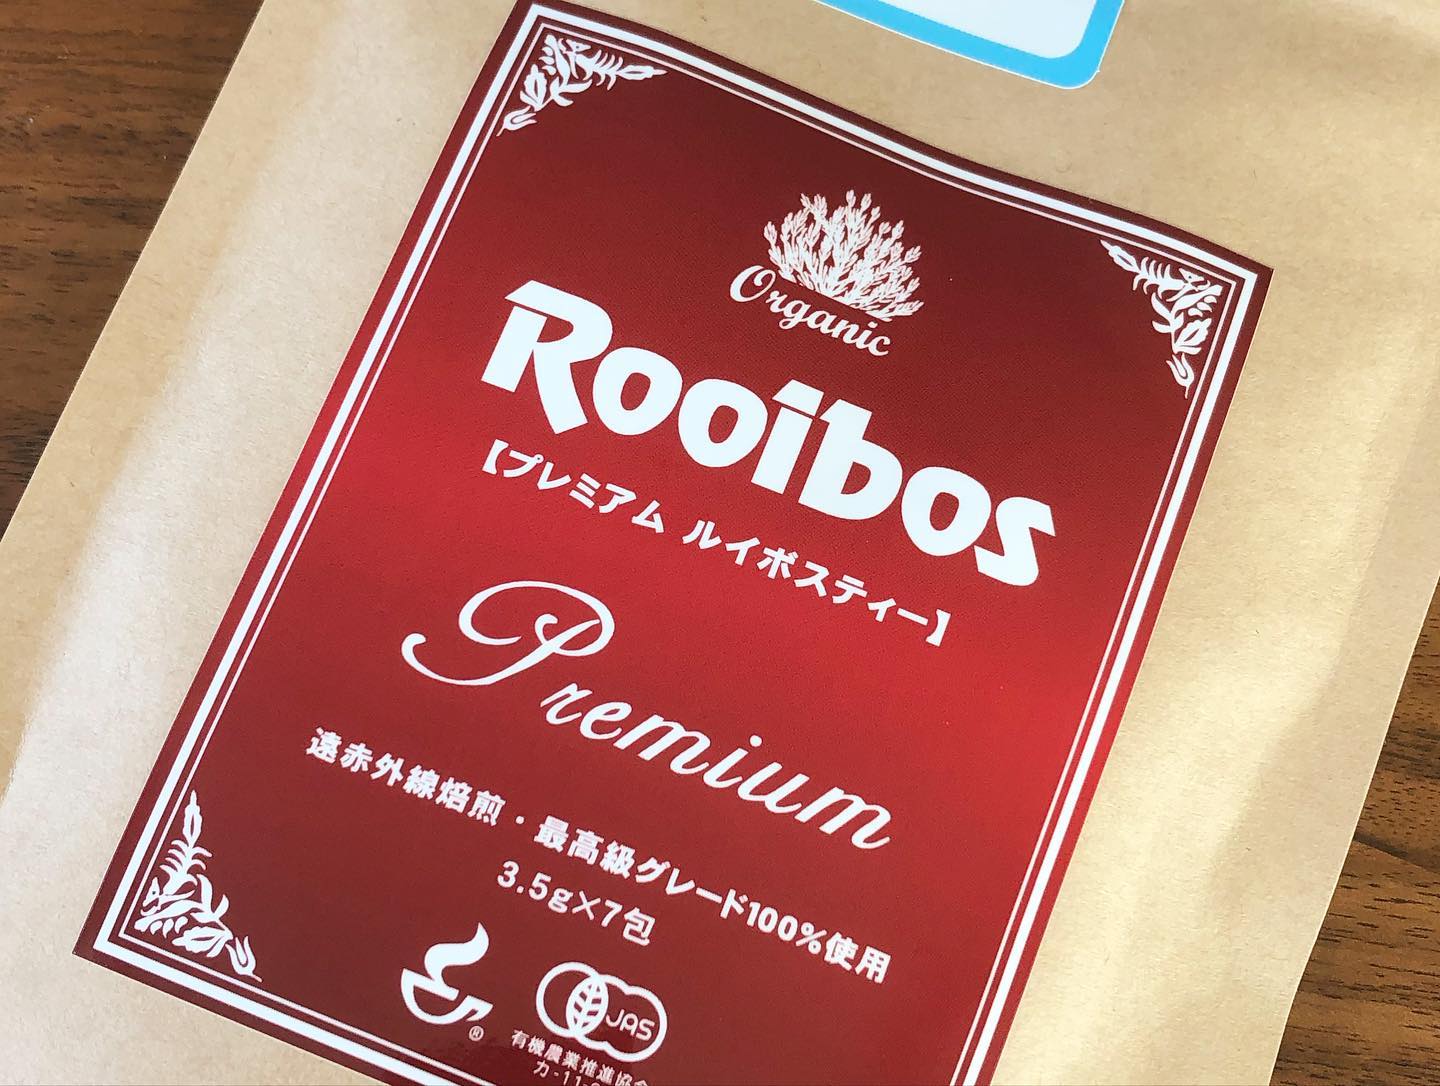 Organic
Rooibos
【プレミアム ルイボスティー】
Premium
遠赤外線焙煎・最高級グレード100%使用
3.5g×7包
®
JAS
有機農業推進協会
カ-11-